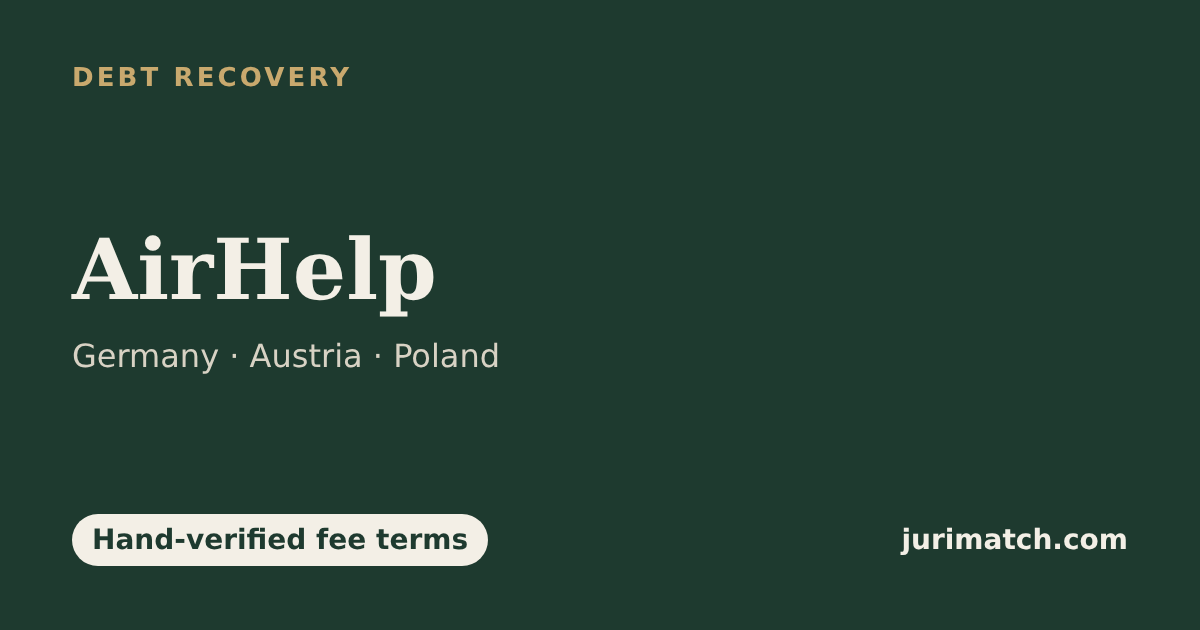 DEBT RECOVERY
AirHelp
Germany · Austria · Poland
Hand-verified fee terms
jurimatch.com